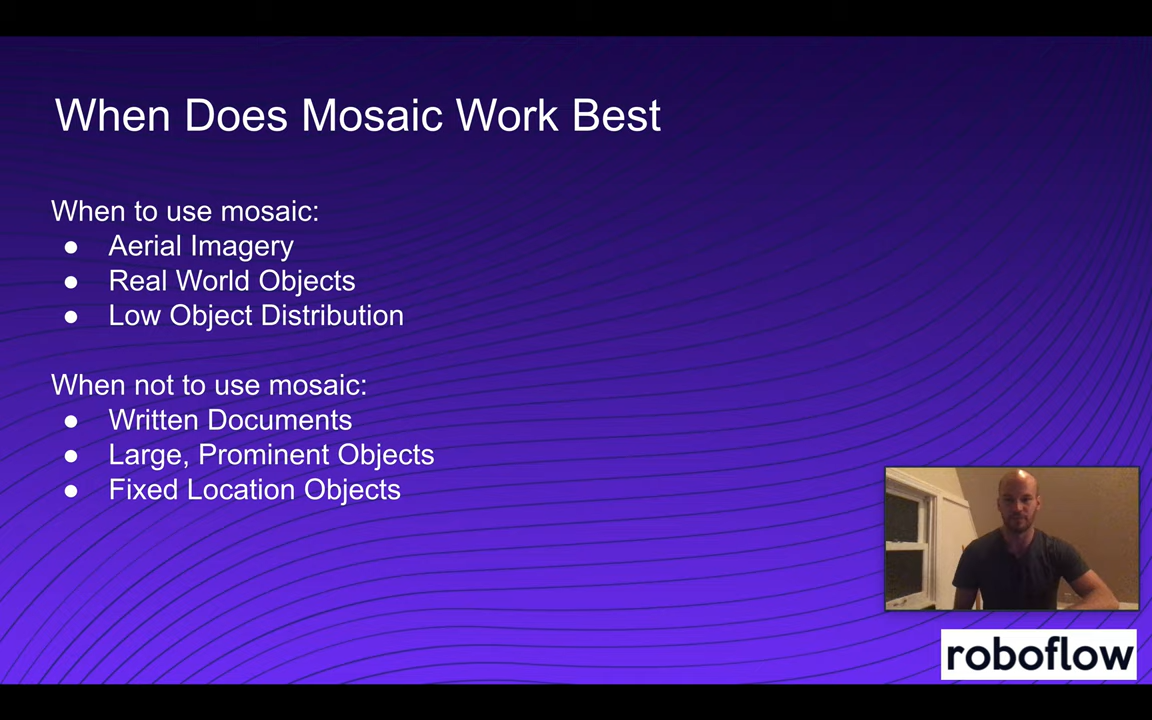 When Does Mosaic Work Best
When to use mosaic:
● Aerial Imagery
● Real World Objects
● Low Object Distribution
When not to use mosaic:
● Written Documents
● Large, Prominent Objects
● Fixed Location Objects
roboflow